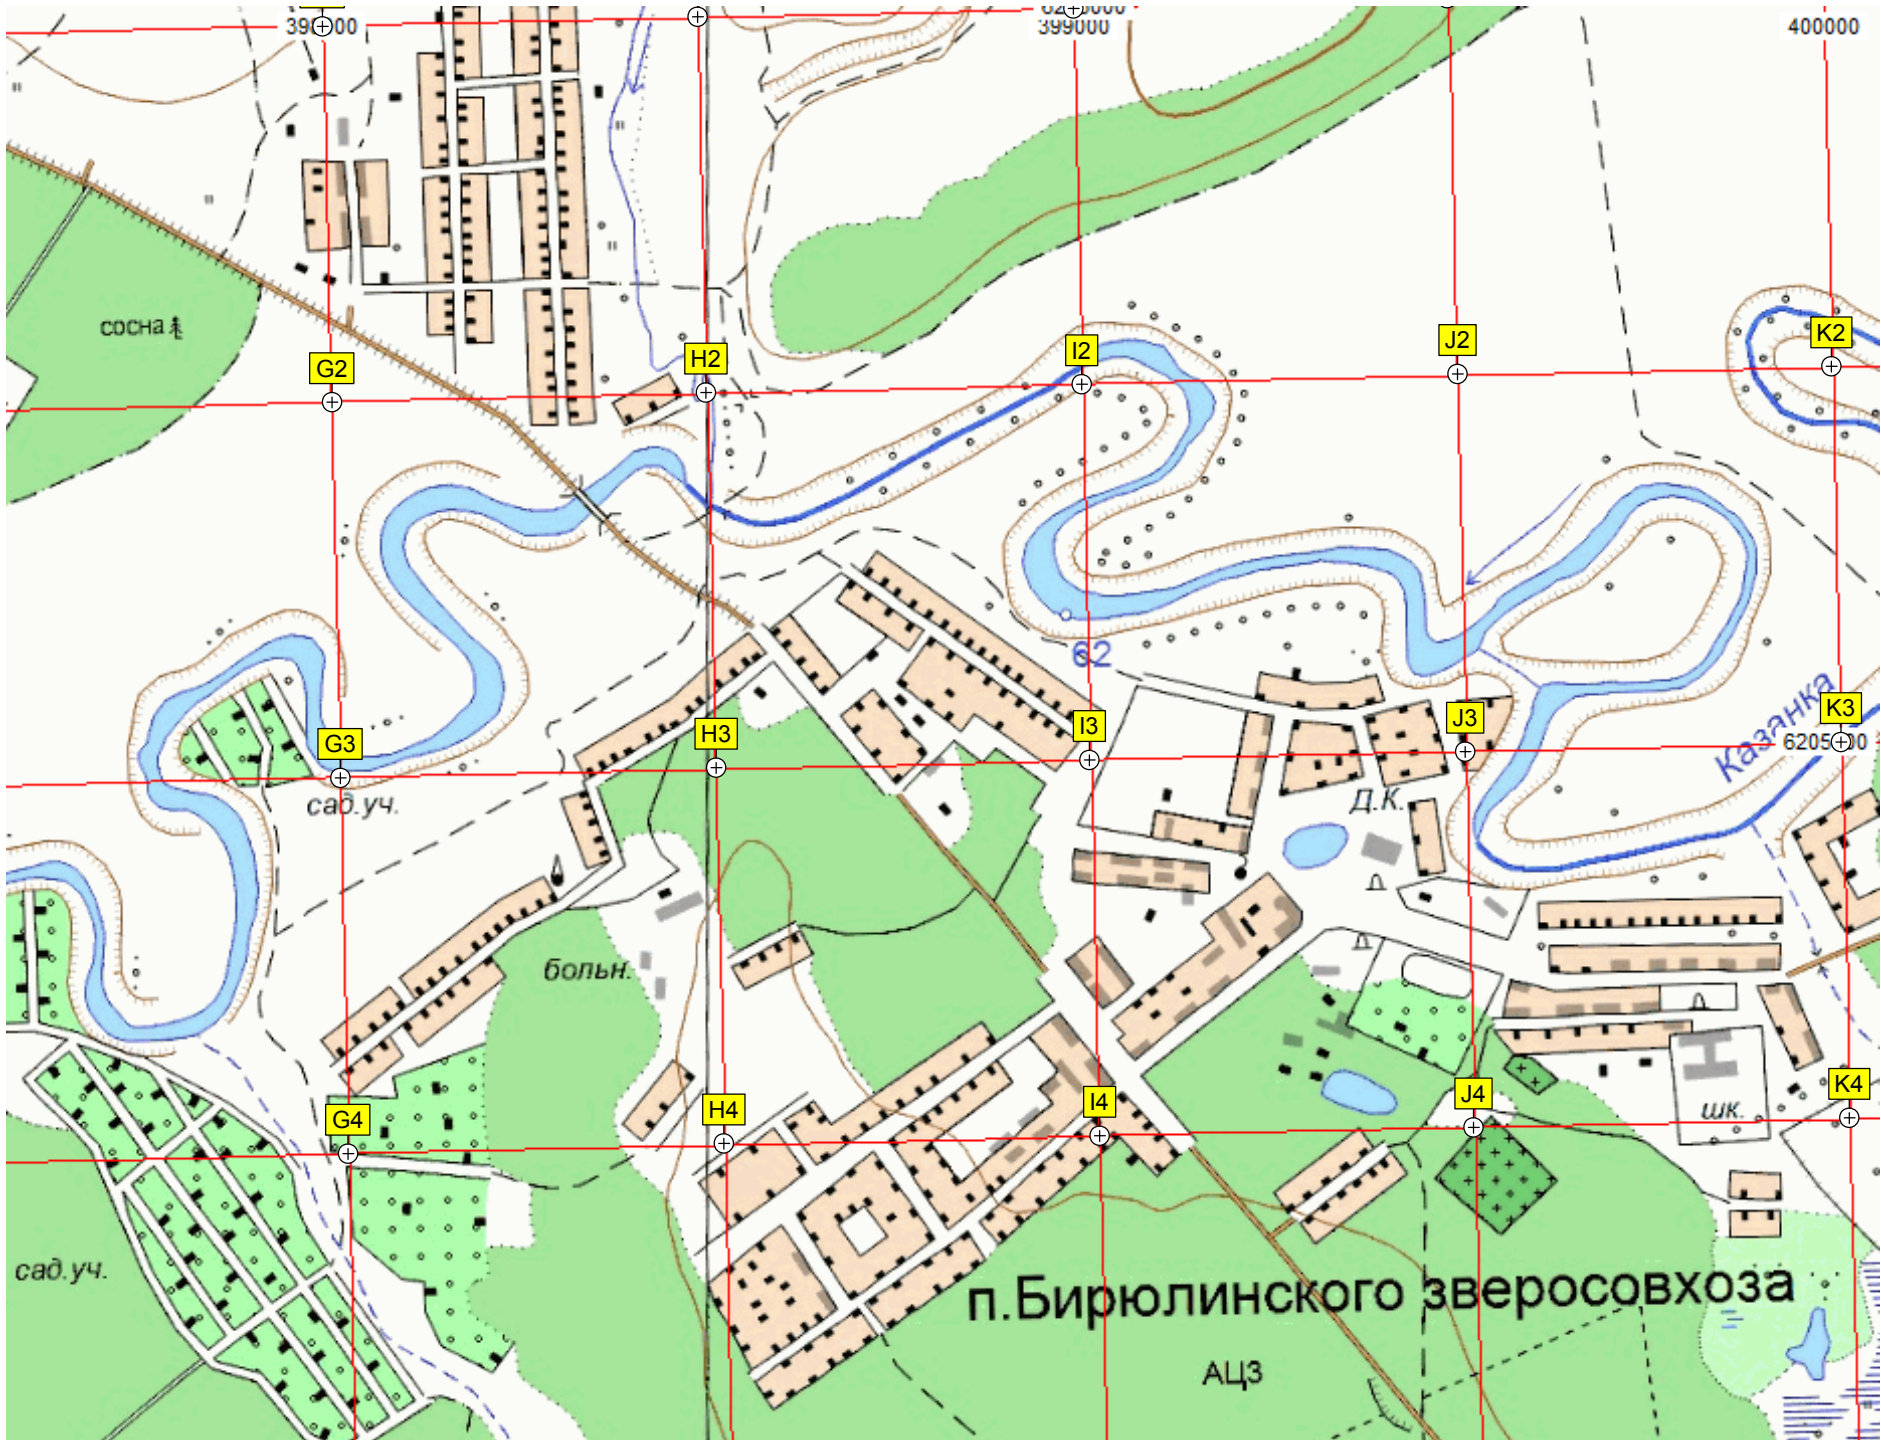 399000
400000
сосна
G2
H2
I2
J2
K2
62
Казанка
G3
H3
I3
J3
K3
сад.уч.
Д.К.
больн.
G4
H4
I4
J4
K4
шк.
сад.уч.
п.Бирюлинского зверосовхоза
АЦЗ